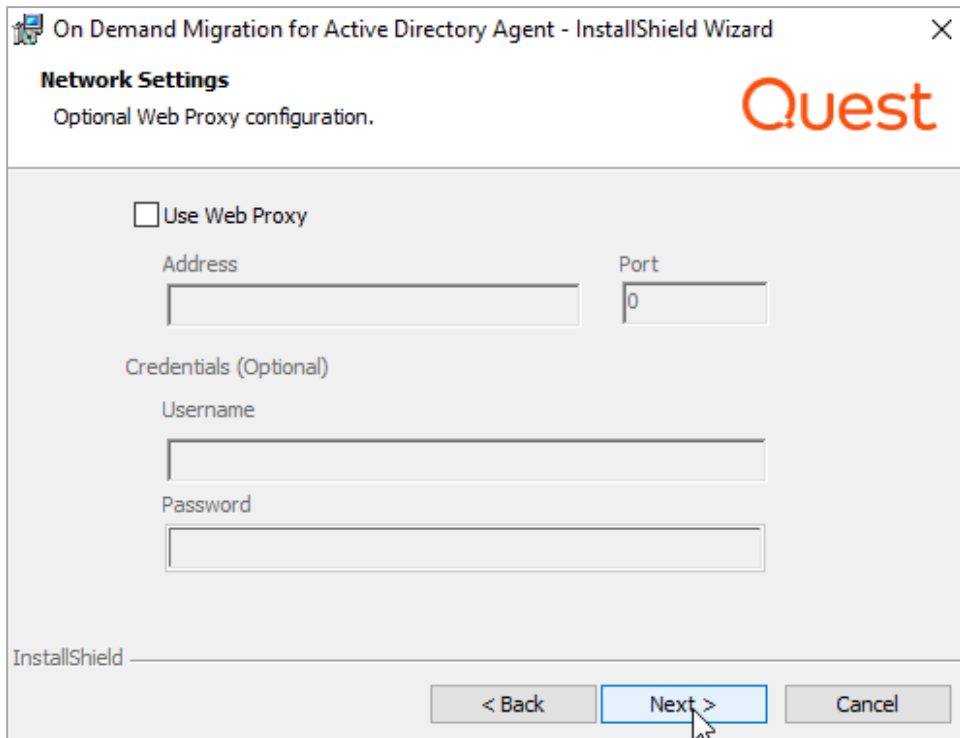 On Demand Migration for Active Directory Agent - InstallShield Wizard
Network Settings
Optional Web Proxy configuration.
Quest
Use Web Proxy
Address Port
0
Credentials (Optional)
Username
Password
InstallShield
< Back Next > Cancel